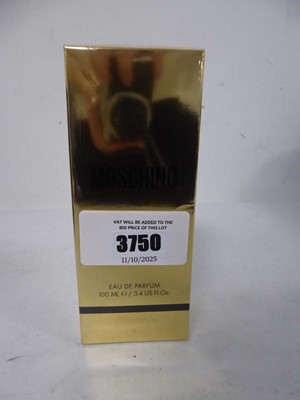 MOSCHINO
VAT WILL BE ADDED TO THE
BID PRICE OF THIS LOT
3750
11/10/2025
EAU DE PARFUM
100 ML ℮ / 3.4 US Fl.Oz.